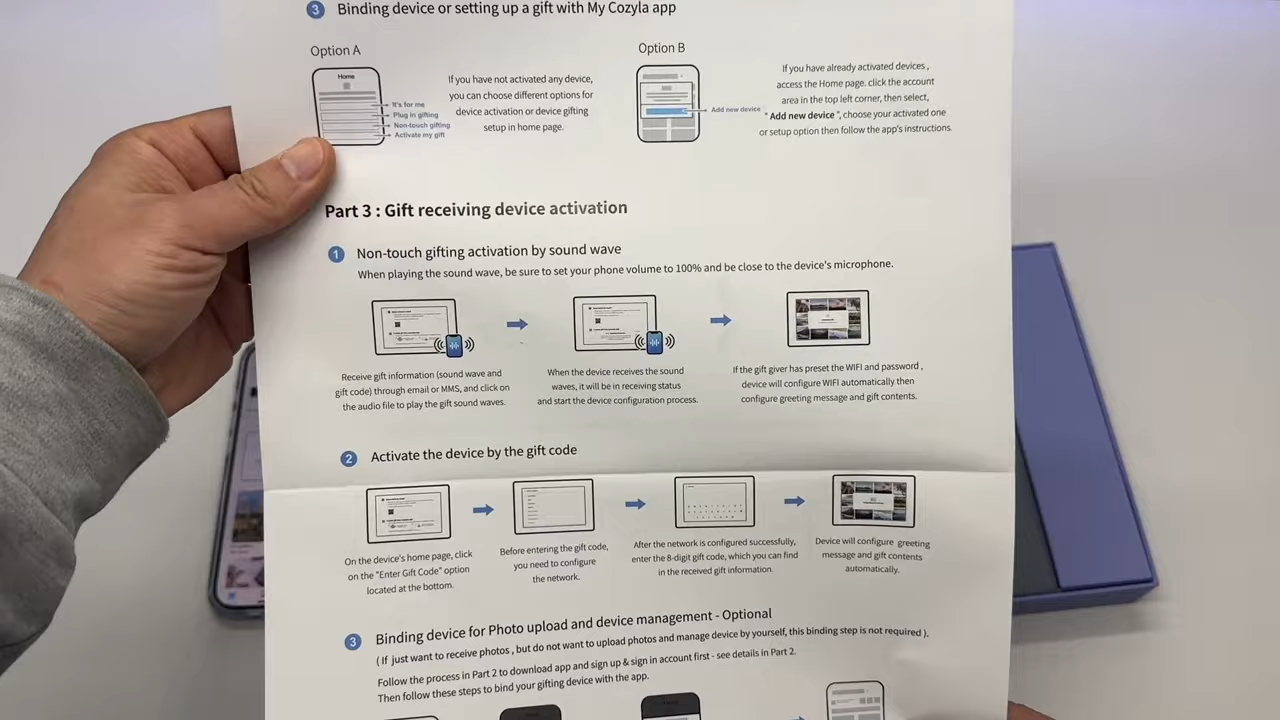 3 Binding device or setting up a gift with My Cozyla app
Option A
Home
It's for me
Plug in gifting
Non-touch gifting
Activate my gift
If you have not activated any device,
you can choose different options for
device activation or device gifting
setup in home page.
Option B
Add new device
If you have already activated devices ,
access the Home page. click the account
area in the top left corner, then select,
" Add new device ", choose your activated one
or setup option then follow the app's instructions.
Part 3 : Gift receiving device activation
1 Non-touch gifting activation by sound wave
When playing the sound wave, be sure to set your phone volume to 100% and be close to the device's microphone.
Receive gift information (sound wave and
gift code) through email or MMS, and click on
the audio file to play the gift sound waves.
When the device receives the sound
waves, it will be in receiving status
and start the device configuration process.
If the gift giver has preset the WIFI and password ,
device will configure WIFI automatically then
configure greeting message and gift contents.
2 Activate the device by the gift code
On the device's home page, click
on the "Enter Gift Code" option
located at the bottom.
Before entering the gift code,
you need to configure
the network.
After the network is configured successfully,
enter the 8-digit gift code, which you can find
in the received gift information.
Device will configure greeting
message and gift contents
automatically.
3 Binding device for Photo upload and device management - Optional
( If just want to receive photos , but do not want to upload photos and manage device by yourself, this binding step is not required ).
Follow the process in Part 2 to download app and sign up & sign in account first - see details in Part 2.
Then follow these steps to bind your gifting device with the app.